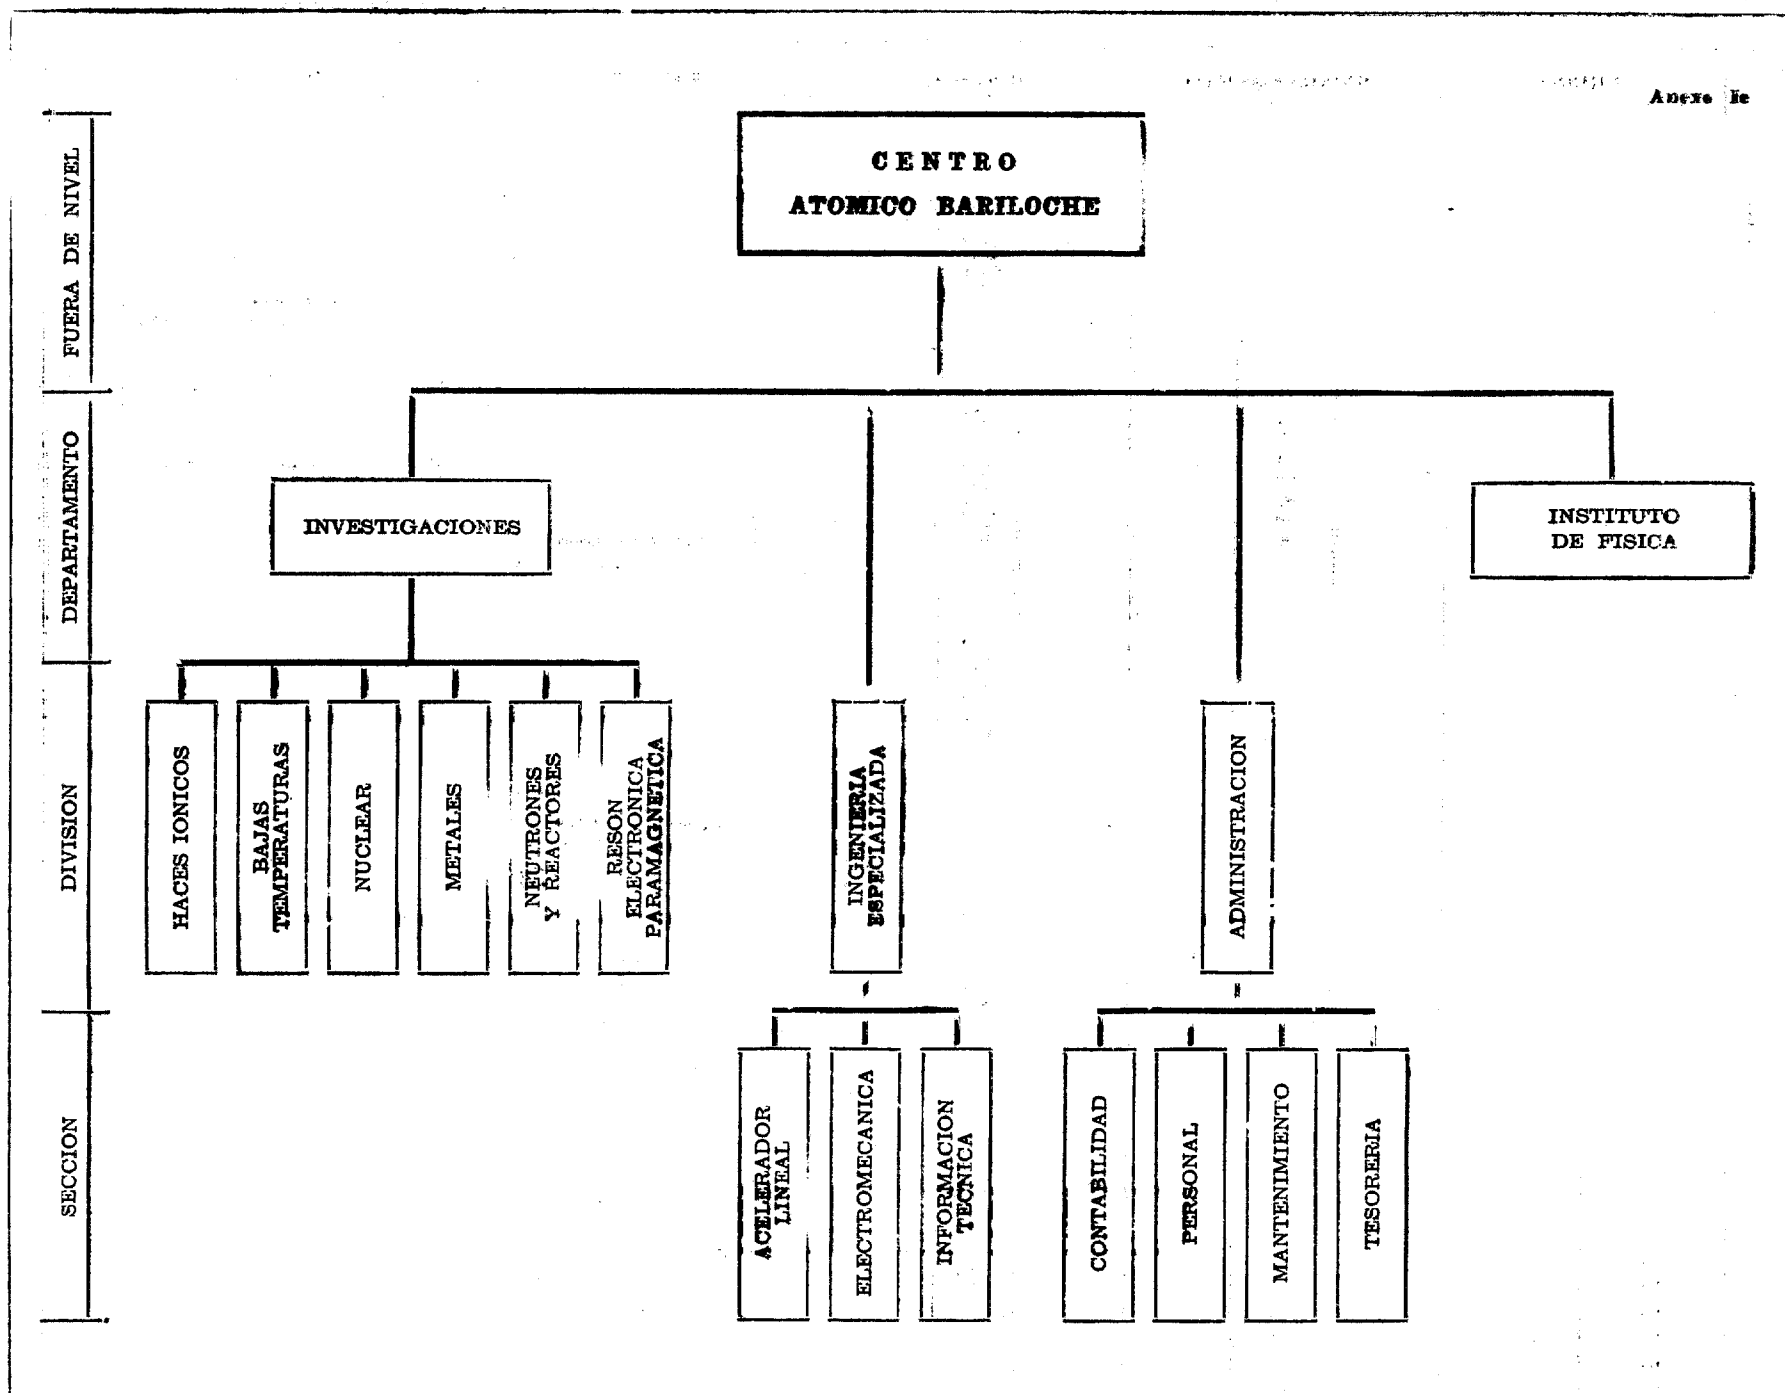 Anexo IIe
CENTRO
ATOMICO BARILOCHE
FUERA DE NIVEL
DEPARTAMENTO
INVESTIGACIONES
INSTITUTO
DE FISICA
DIVISION
HACES IONICOS
BAJAS
TEMPERATURAS
NUCLEAR
METALES
NEUTRONES
Y REACTORES
RESON
ELECTRONICA
PARAMAGNETICA
INGENIERIA
ESPECIALIZADA
ADMINISTRACION
SECCION
ACELERADOR
LINEAL
ELECTROMECANICA
INFORMACION
TECNICA
CONTABILIDAD
PERSONAL
MANTENIMIENTO
TESORERIA